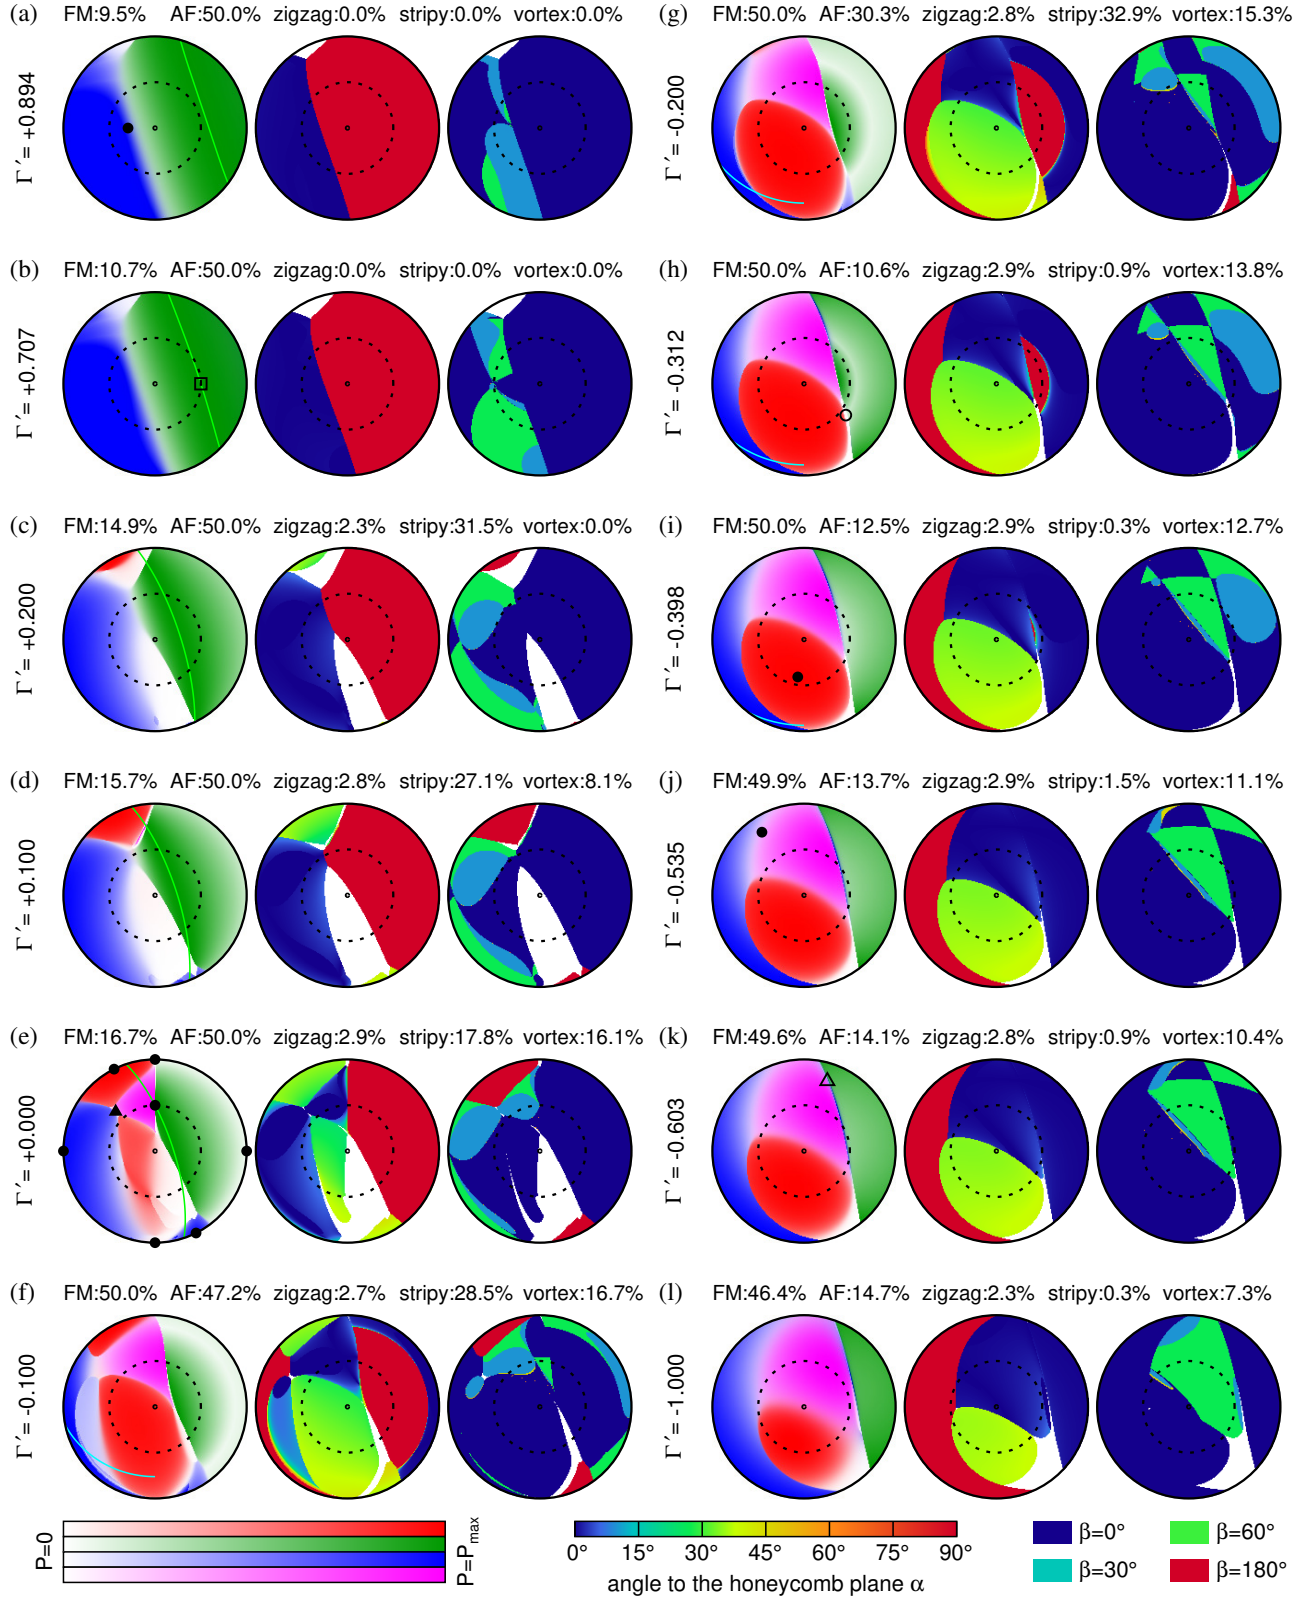 (a) FM:9.5% AF:50.0% zigzag:0.0% stripy:0.0% vortex:0.0%
Γ′= +0.894
(b) FM:10.7% AF:50.0% zigzag:0.0% stripy:0.0% vortex:0.0%
Γ′= +0.707
(c) FM:14.9% AF:50.0% zigzag:2.3% stripy:31.5% vortex:0.0%
Γ′= +0.200
(d) FM:15.7% AF:50.0% zigzag:2.8% stripy:27.1% vortex:8.1%
Γ′= +0.100
(e) FM:16.7% AF:50.0% zigzag:2.9% stripy:17.8% vortex:16.1%
Γ′= +0.000
(f) FM:50.0% AF:47.2% zigzag:2.7% stripy:28.5% vortex:16.7%
Γ′= -0.100
(g) FM:50.0% AF:30.3% zigzag:2.8% stripy:32.9% vortex:15.3%
Γ′= -0.200
(h) FM:50.0% AF:10.6% zigzag:2.9% stripy:0.9% vortex:13.8%
Γ′= -0.312
(i) FM:50.0% AF:12.5% zigzag:2.9% stripy:0.3% vortex:12.7%
Γ′= -0.398
(j) FM:49.9% AF:13.7% zigzag:2.9% stripy:1.5% vortex:11.1%
Γ′= -0.535
(k) FM:49.6% AF:14.1% zigzag:2.8% stripy:0.9% vortex:10.4%
Γ′= -0.603
(l) FM:46.4% AF:14.7% zigzag:2.3% stripy:0.3% vortex:7.3%
Γ′= -1.000
P=0
P=Pmax
0° 15° 30° 45° 60° 75° 90°
angle to the honeycomb plane α
β=0°
β=60°
β=30°
β=180°